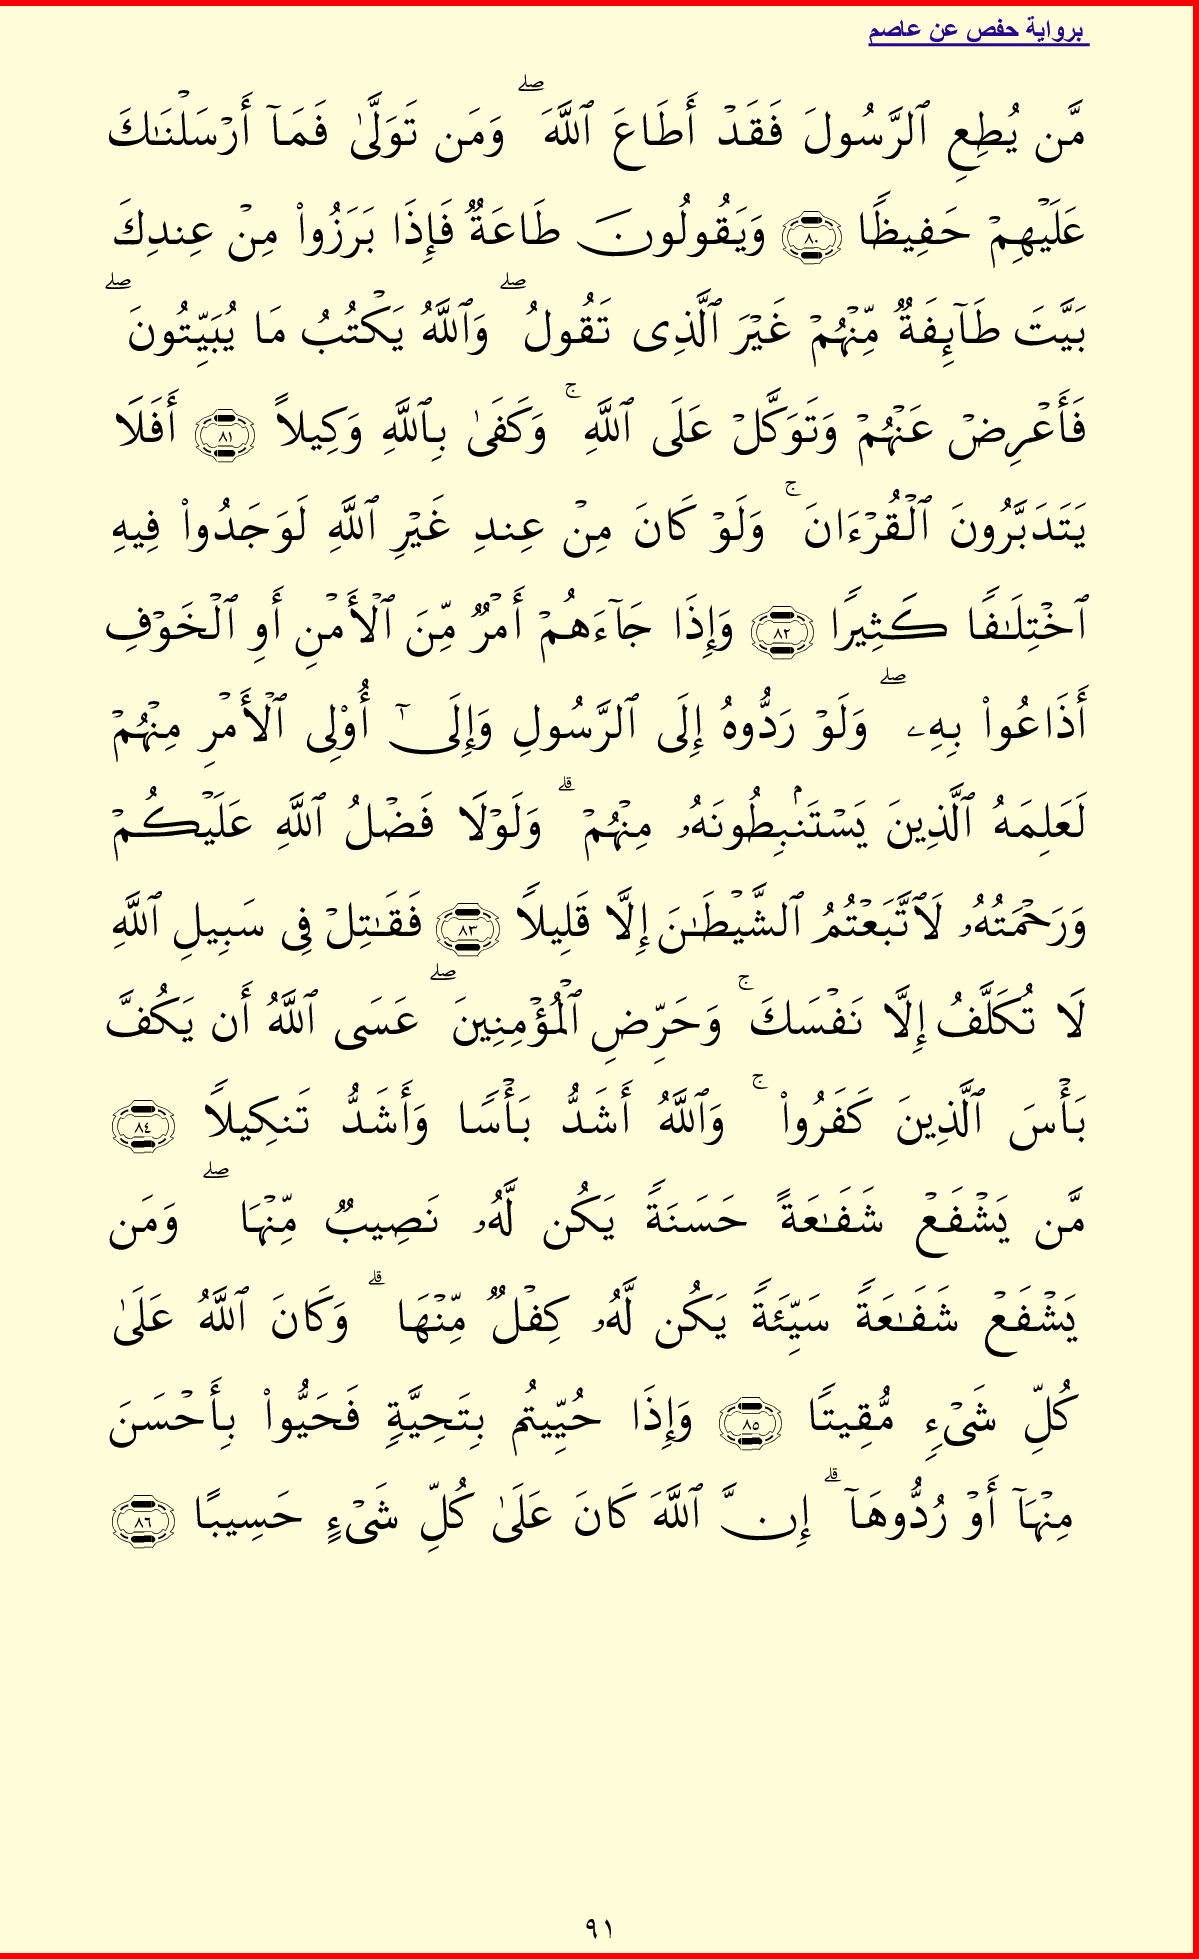 برواية حفص عن عاصم
مَّن يُطِعِ ٱلرَّسُولَ فَقَدۡ أَطَاعَ ٱللَّهَ ۖ وَمَن تَوَلَّىٰ فَمَآ أَرۡسَلۡنَـٰكَ
عَلَيۡهِمۡ حَفِيظًا ٨٠ وَيَقُولُونَ طَاعَةٌ فَإِذَا بَرَزُواْ مِنۡ عِندِكَ
بَيَّتَ طَآئِفَةٌ مِّنۡهُمۡ غَيۡرَ ٱلَّذِى تَقُولُ ۖ وَٱللَّهُ يَكۡتُبُ مَا يُبَيِّتُونَ ۖ
فَأَعۡرِضۡ عَنۡهُمۡ وَتَوَكَّلۡ عَلَى ٱللَّهِ ۚ وَكَفَىٰ بِٱللَّهِ وَكِيلاً ٨١ أَفَلَا
يَتَدَبَّرُونَ ٱلۡقُرۡءَانَ ۚ وَلَوۡ كَانَ مِنۡ عِندِ غَيۡرِ ٱللَّهِ لَوَجَدُواْ فِيهِ
ٱخۡتِلَـٰفًا ڪَثِيرًا ٨٢ وَإِذَا جَآءَهُمۡ أَمۡرٌ مِّنَ ٱلۡأَمۡنِ أَوِ ٱلۡخَوۡفِ
أَذَاعُواْ بِهِۦ ۖ وَلَوۡ رَدُّوهُ إِلَى ٱلرَّسُولِ وَإِلَىٰٓ أُوْلِى ٱلۡأَمۡرِ مِنۡهُمۡ
لَعَلِمَهُ ٱلَّذِينَ يَسۡتَنۢبِطُونَهُۥ مِنۡهُمۡ ۗ وَلَوۡلَا فَضۡلُ ٱللَّهِ عَلَيۡڪُمۡ
وَرَحۡمَتُهُۥ لَٱتَّبَعۡتُمُ ٱلشَّيۡطَـٰنَ إِلَّا قَلِيلاً ٨٣ فَقَـٰتِلۡ فِى سَبِيلِ ٱللَّهِ
لَا تُكَلَّفُ إِلَّا نَفۡسَكَ ۚ وَحَرِّضِ ٱلۡمُؤۡمِنِينَ ۖ عَسَى ٱللَّهُ أَن يَكُفَّ
بَأۡسَ ٱلَّذِينَ كَفَرُواْ ۚ وَٱللَّهُ أَشَدُّ بَأۡسًا وَأَشَدُّ تَنكِيلاً ٨٤
مَّن يَشۡفَعۡ شَفَـٰعَةً حَسَنَةً يَكُن لَّهُۥ نَصِيبٌ مِّنۡهَا ۖ وَمَن
يَشۡفَعۡ شَفَـٰعَةً سَيِّئَةً يَكُن لَّهُۥ كِفۡلٌ مِّنۡهَا ۗ وَكَانَ ٱللَّهُ عَلَىٰ
كُلِّ شَىۡءٍ مُّقِيتًا ٨٥ وَإِذَا حُيِّيتُم بِتَحِيَّةٍ فَحَيُّواْ بِأَحۡسَنَ
مِنۡهَآ أَوۡ رُدُّوهَآ ۗ إِنَّ ٱللَّهَ كَانَ عَلَىٰ كُلِّ شَىۡءٍ حَسِيبًا ٨٦
٩١